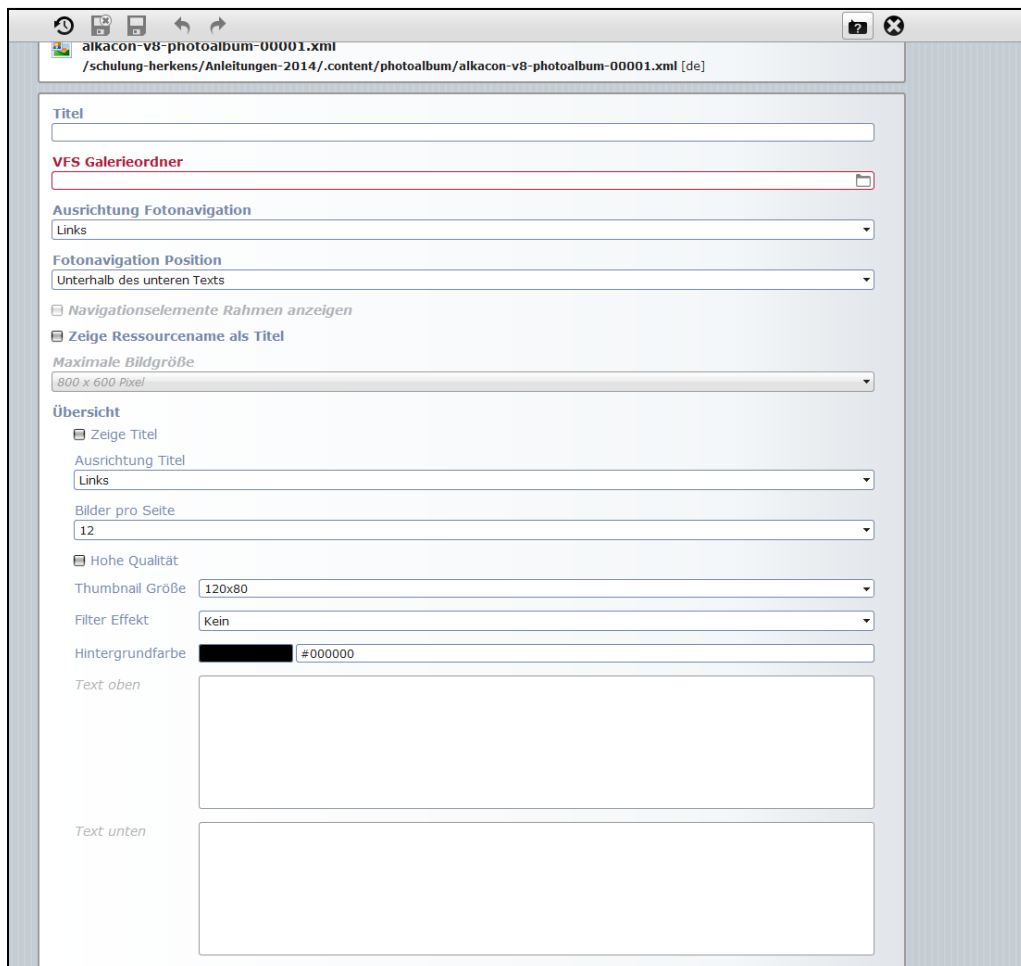 alkacon-v8-photoalbum-00001.xml
/schulung-herkens/Anleitungen-2014/.content/photoalbum/alkacon-v8-photoalbum-00001.xml [de]
Titel
VFS Galerieordner
Ausrichtung Fotonavigation
Links
Fotonavigation Position
Unterhalb des unteren Texts
Navigationselemente Rahmen anzeigen
Zeige Ressourcename als Titel
Maximale Bildgröße
800 x 600 Pixel
Übersicht
Zeige Titel
Ausrichtung Titel
Links
Bilder pro Seite
12
Hohe Qualität
Thumbnail Größe 120x80
Filter Effekt Kein
Hintergrundfarbe #000000
Text oben
Text unten